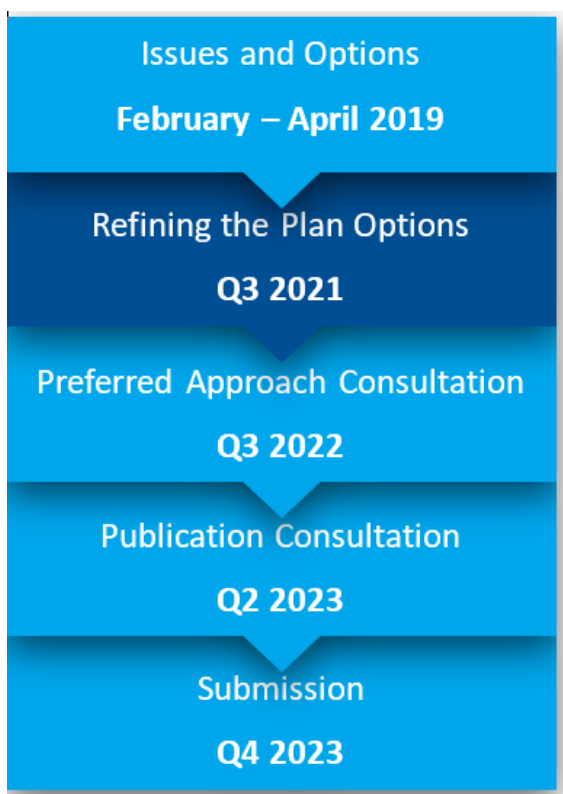 Issues and Options
February – April 2019
Refining the Plan Options
Q3 2021
Preferred Approach Consultation
Q3 2022
Publication Consultation
Q2 2023
Submission
Q4 2023